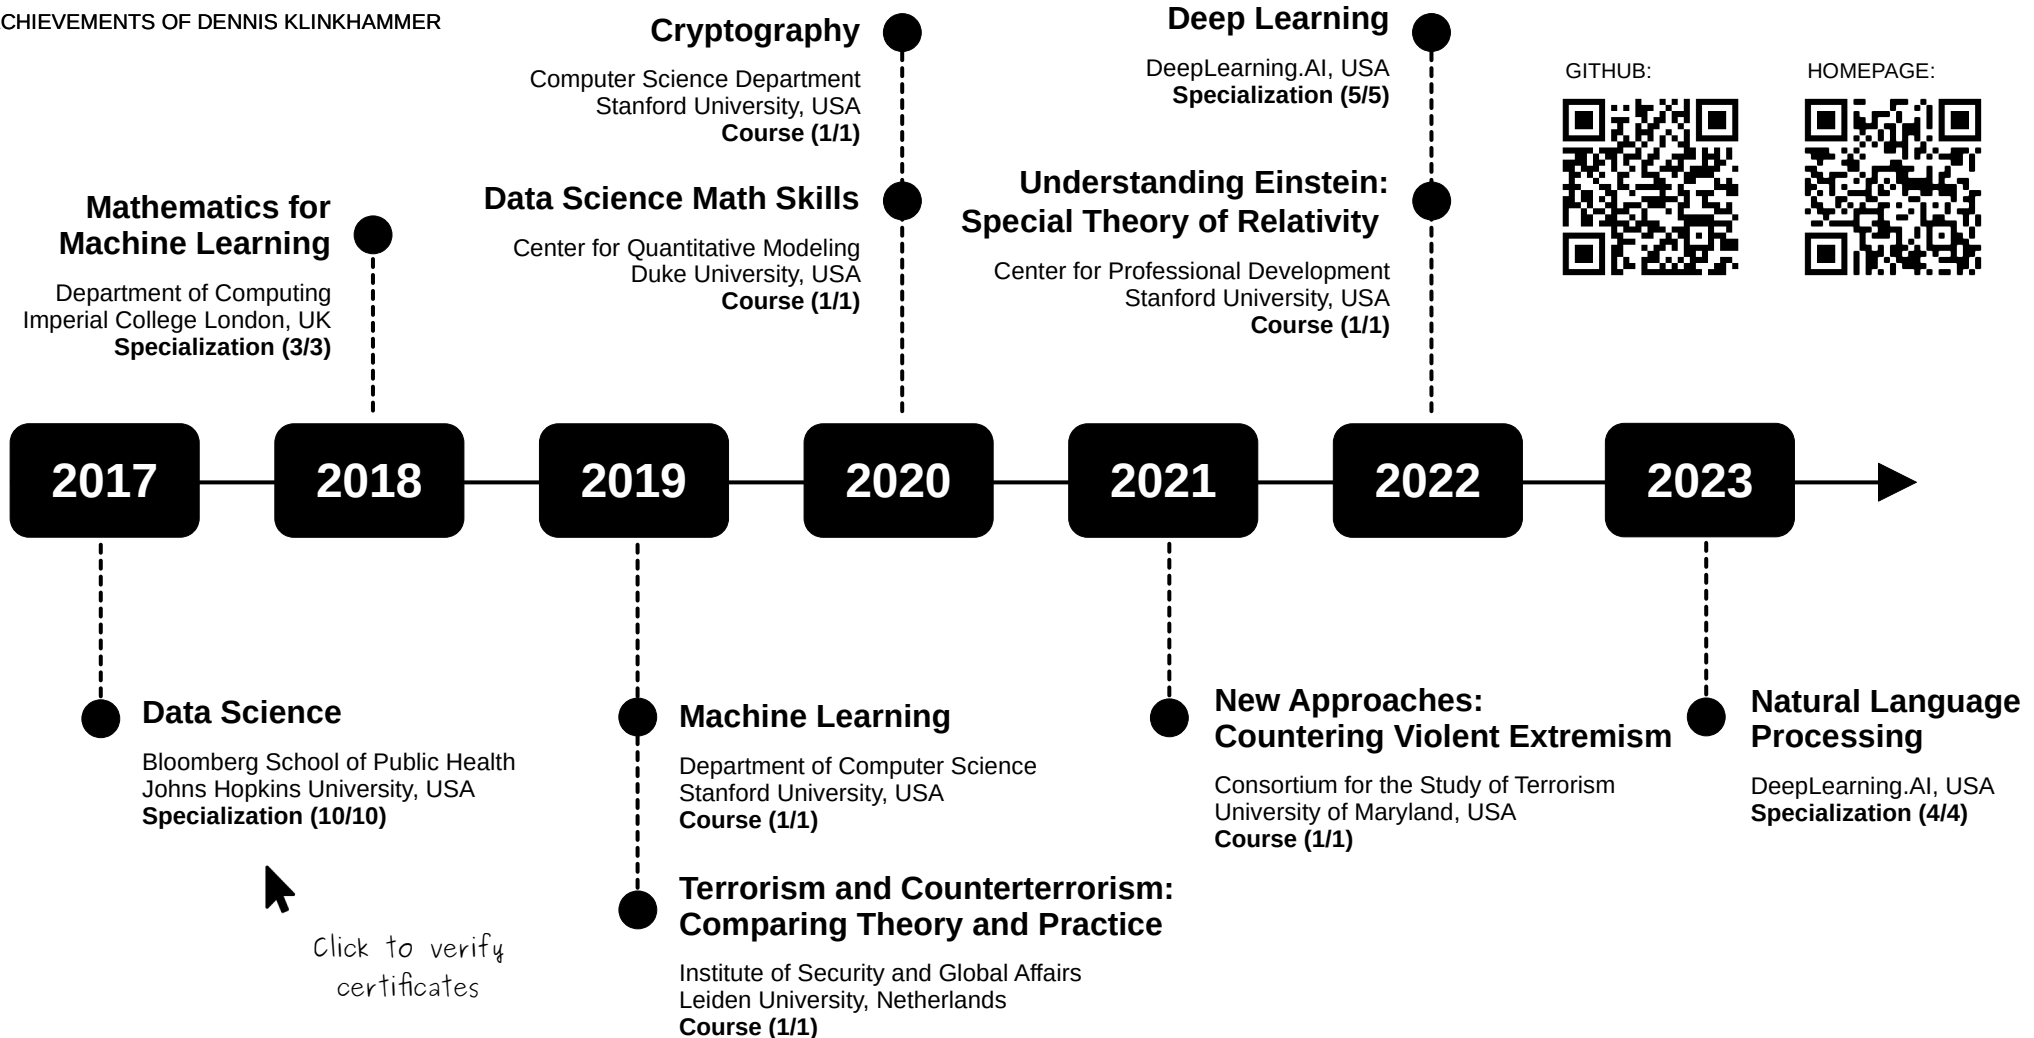 CHIEVEMENTS OF DENNIS KLINKHAMMER
Cryptography
Computer Science Department
Stanford University, USA
Course (1/1)
Deep Learning
DeepLearning.AI, USA
Specialization (5/5)
GITHUB:
HOMEPAGE:
Mathematics for
Machine Learning
Department of Computing
Imperial College London, UK
Specialization (3/3)
Data Science Math Skills
Center for Quantitative Modeling
Duke University, USA
Course (1/1)
Understanding Einstein:
Special Theory of Relativity
Center for Professional Development
Stanford University, USA
Course (1/1)
2017
2018
2019
2020
2021
2022
2023
Data Science
Bloomberg School of Public Health
Johns Hopkins University, USA
Specialization (10/10)
Machine Learning
Department of Computer Science
Stanford University, USA
Course (1/1)
New Approaches:
Countering Violent Extremism
Consortium for the Study of Terrorism
University of Maryland, USA
Course (1/1)
Natural Language
Processing
DeepLearning.AI, USA
Specialization (4/4)
Click to verify
certificates
Terrorism and Counterterrorism:
Comparing Theory and Practice
Institute of Security and Global Affairs
Leiden University, Netherlands
Course (1/1)